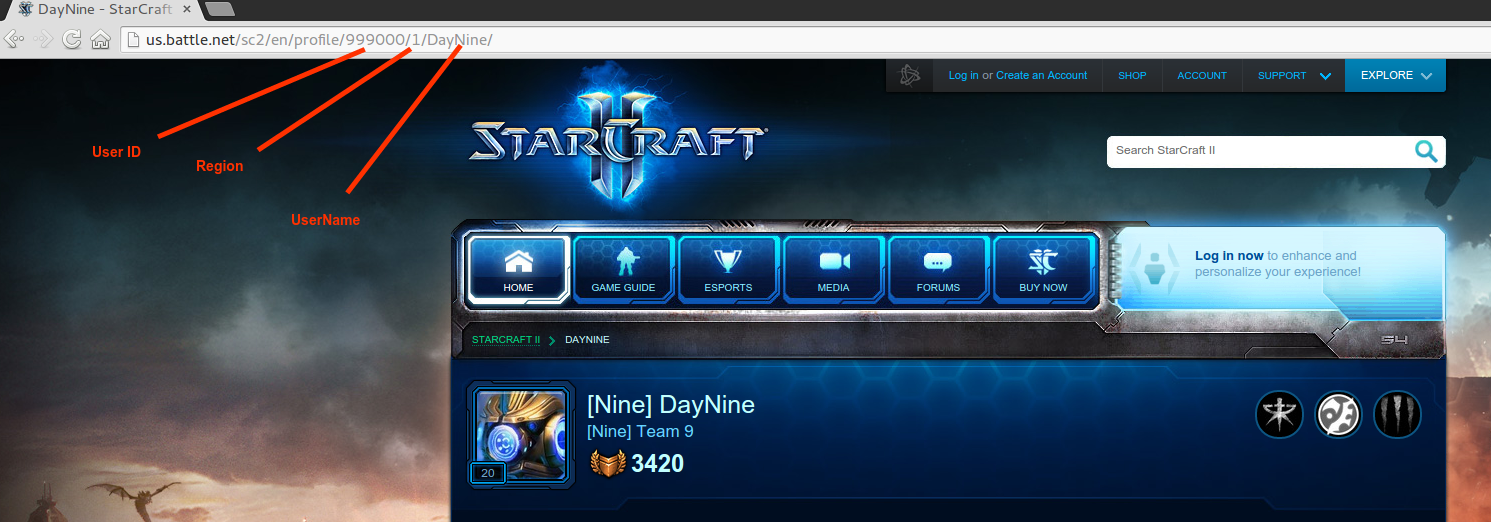 DayNine - StarCraft
us.battle.net/sc2/en/profile/999000/1/DayNine/
Log in or Create an Account
SHOP
ACCOUNT
SUPPORT
EXPLORE
User ID
Region
UserName
STARCRAFT
II
Search StarCraft II
HOME
GAME GUIDE
ESPORTS
MEDIA
FORUMS
BUY NOW
Log in now to enhance and
personalize your experience!
STARCRAFT II > DAYNINE
54
[Nine] DayNine
[Nine] Team 9
3420
20